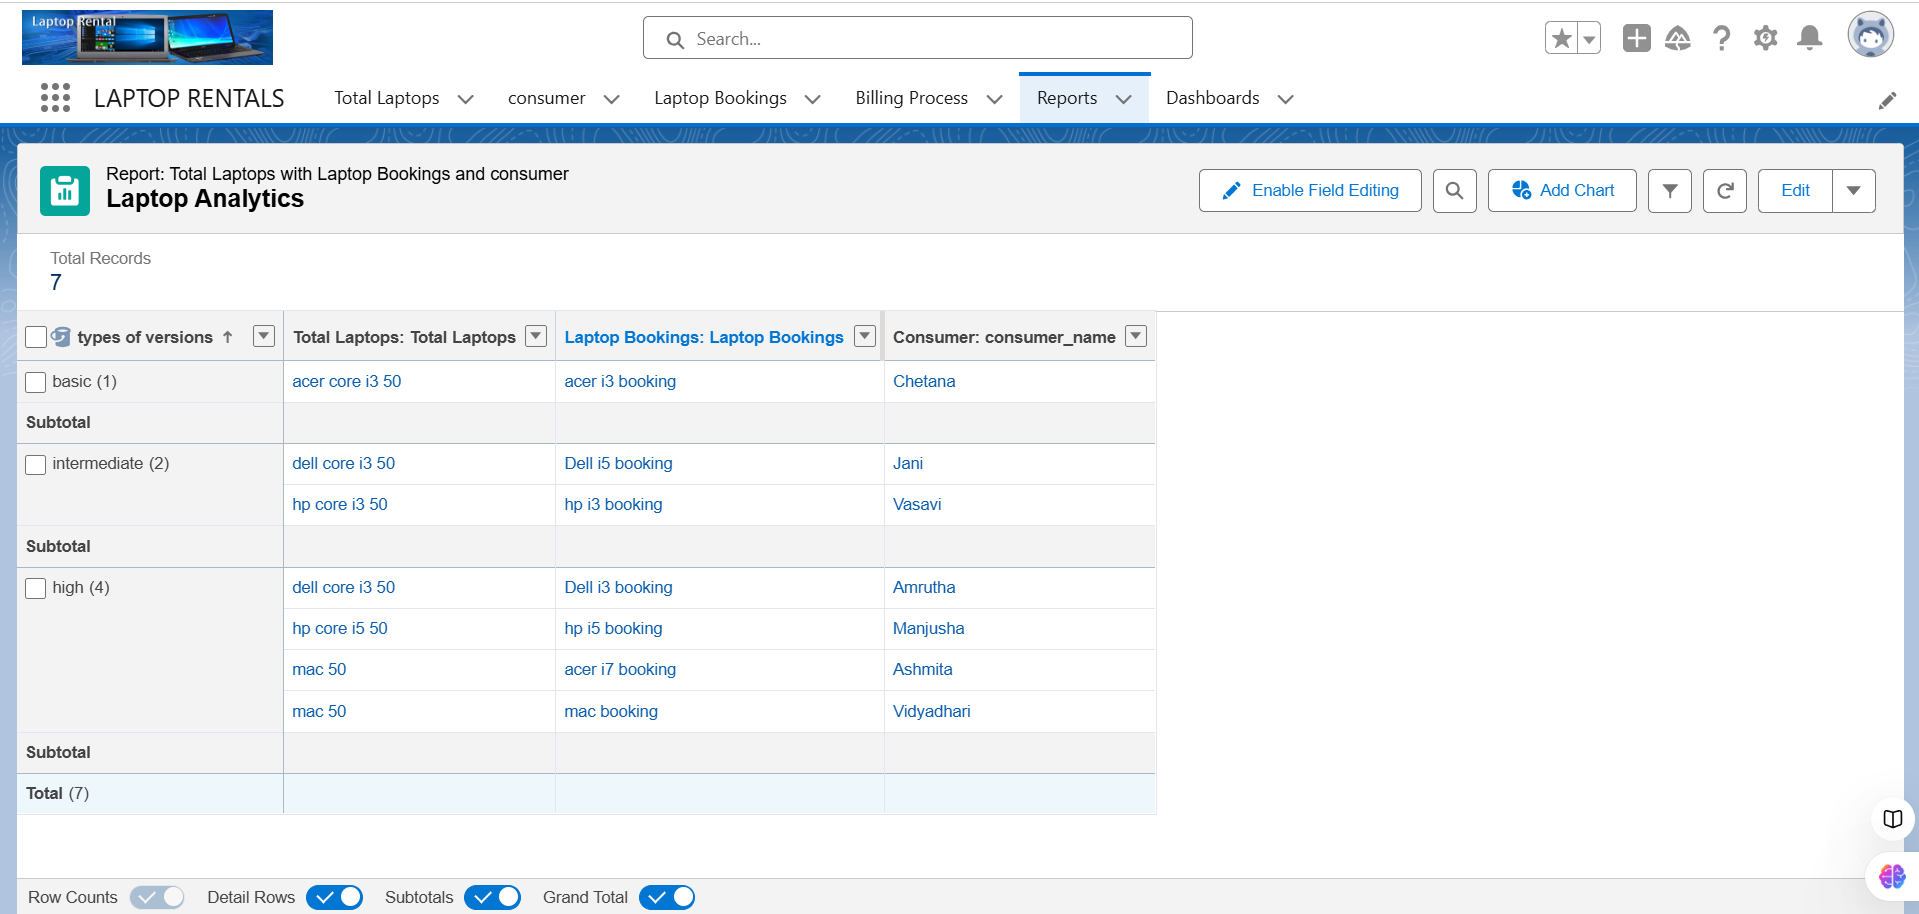 Laptop Rental
Search...
LAPTOP RENTALS Total Laptops consumer Laptop Bookings Billing Process Reports Dashboards
Report: Total Laptops with Laptop Bookings and consumer
Laptop Analytics
Enable Field Editing Add Chart Edit
Total Records
7
types of versions ↑ Total Laptops: Total Laptops Laptop Bookings: Laptop Bookings Consumer: consumer_name
basic (1) acer core i3 50 acer i3 booking Chetana
Subtotal
intermediate (2) dell core i3 50 Dell i5 booking Jani
hp core i3 50 hp i3 booking Vasavi
Subtotal
high (4) dell core i3 50 Dell i3 booking Amrutha
hp core i5 50 hp i5 booking Manjusha
mac 50 acer i7 booking Ashmita
mac 50 mac booking Vidyadhari
Subtotal
Total (7)
Row Counts Detail Rows Subtotals Grand Total